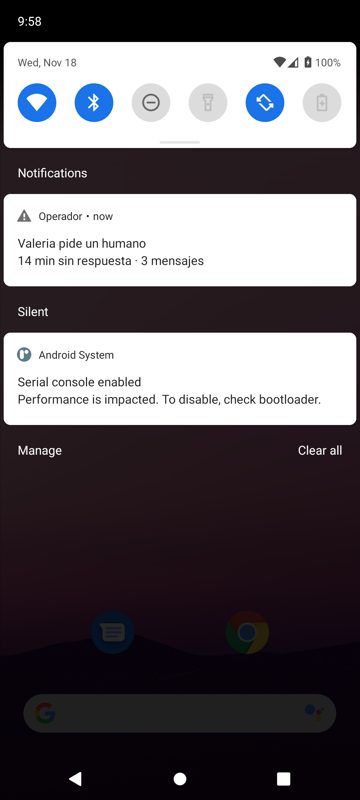 9:58
Wed, Nov 18
100%
Notifications
Operador • now
Valeria pide un humano
14 min sin respuesta · 3 mensajes
Silent
Android System
Serial console enabled
Performance is impacted. To disable, check bootloader.
Manage
Clear all